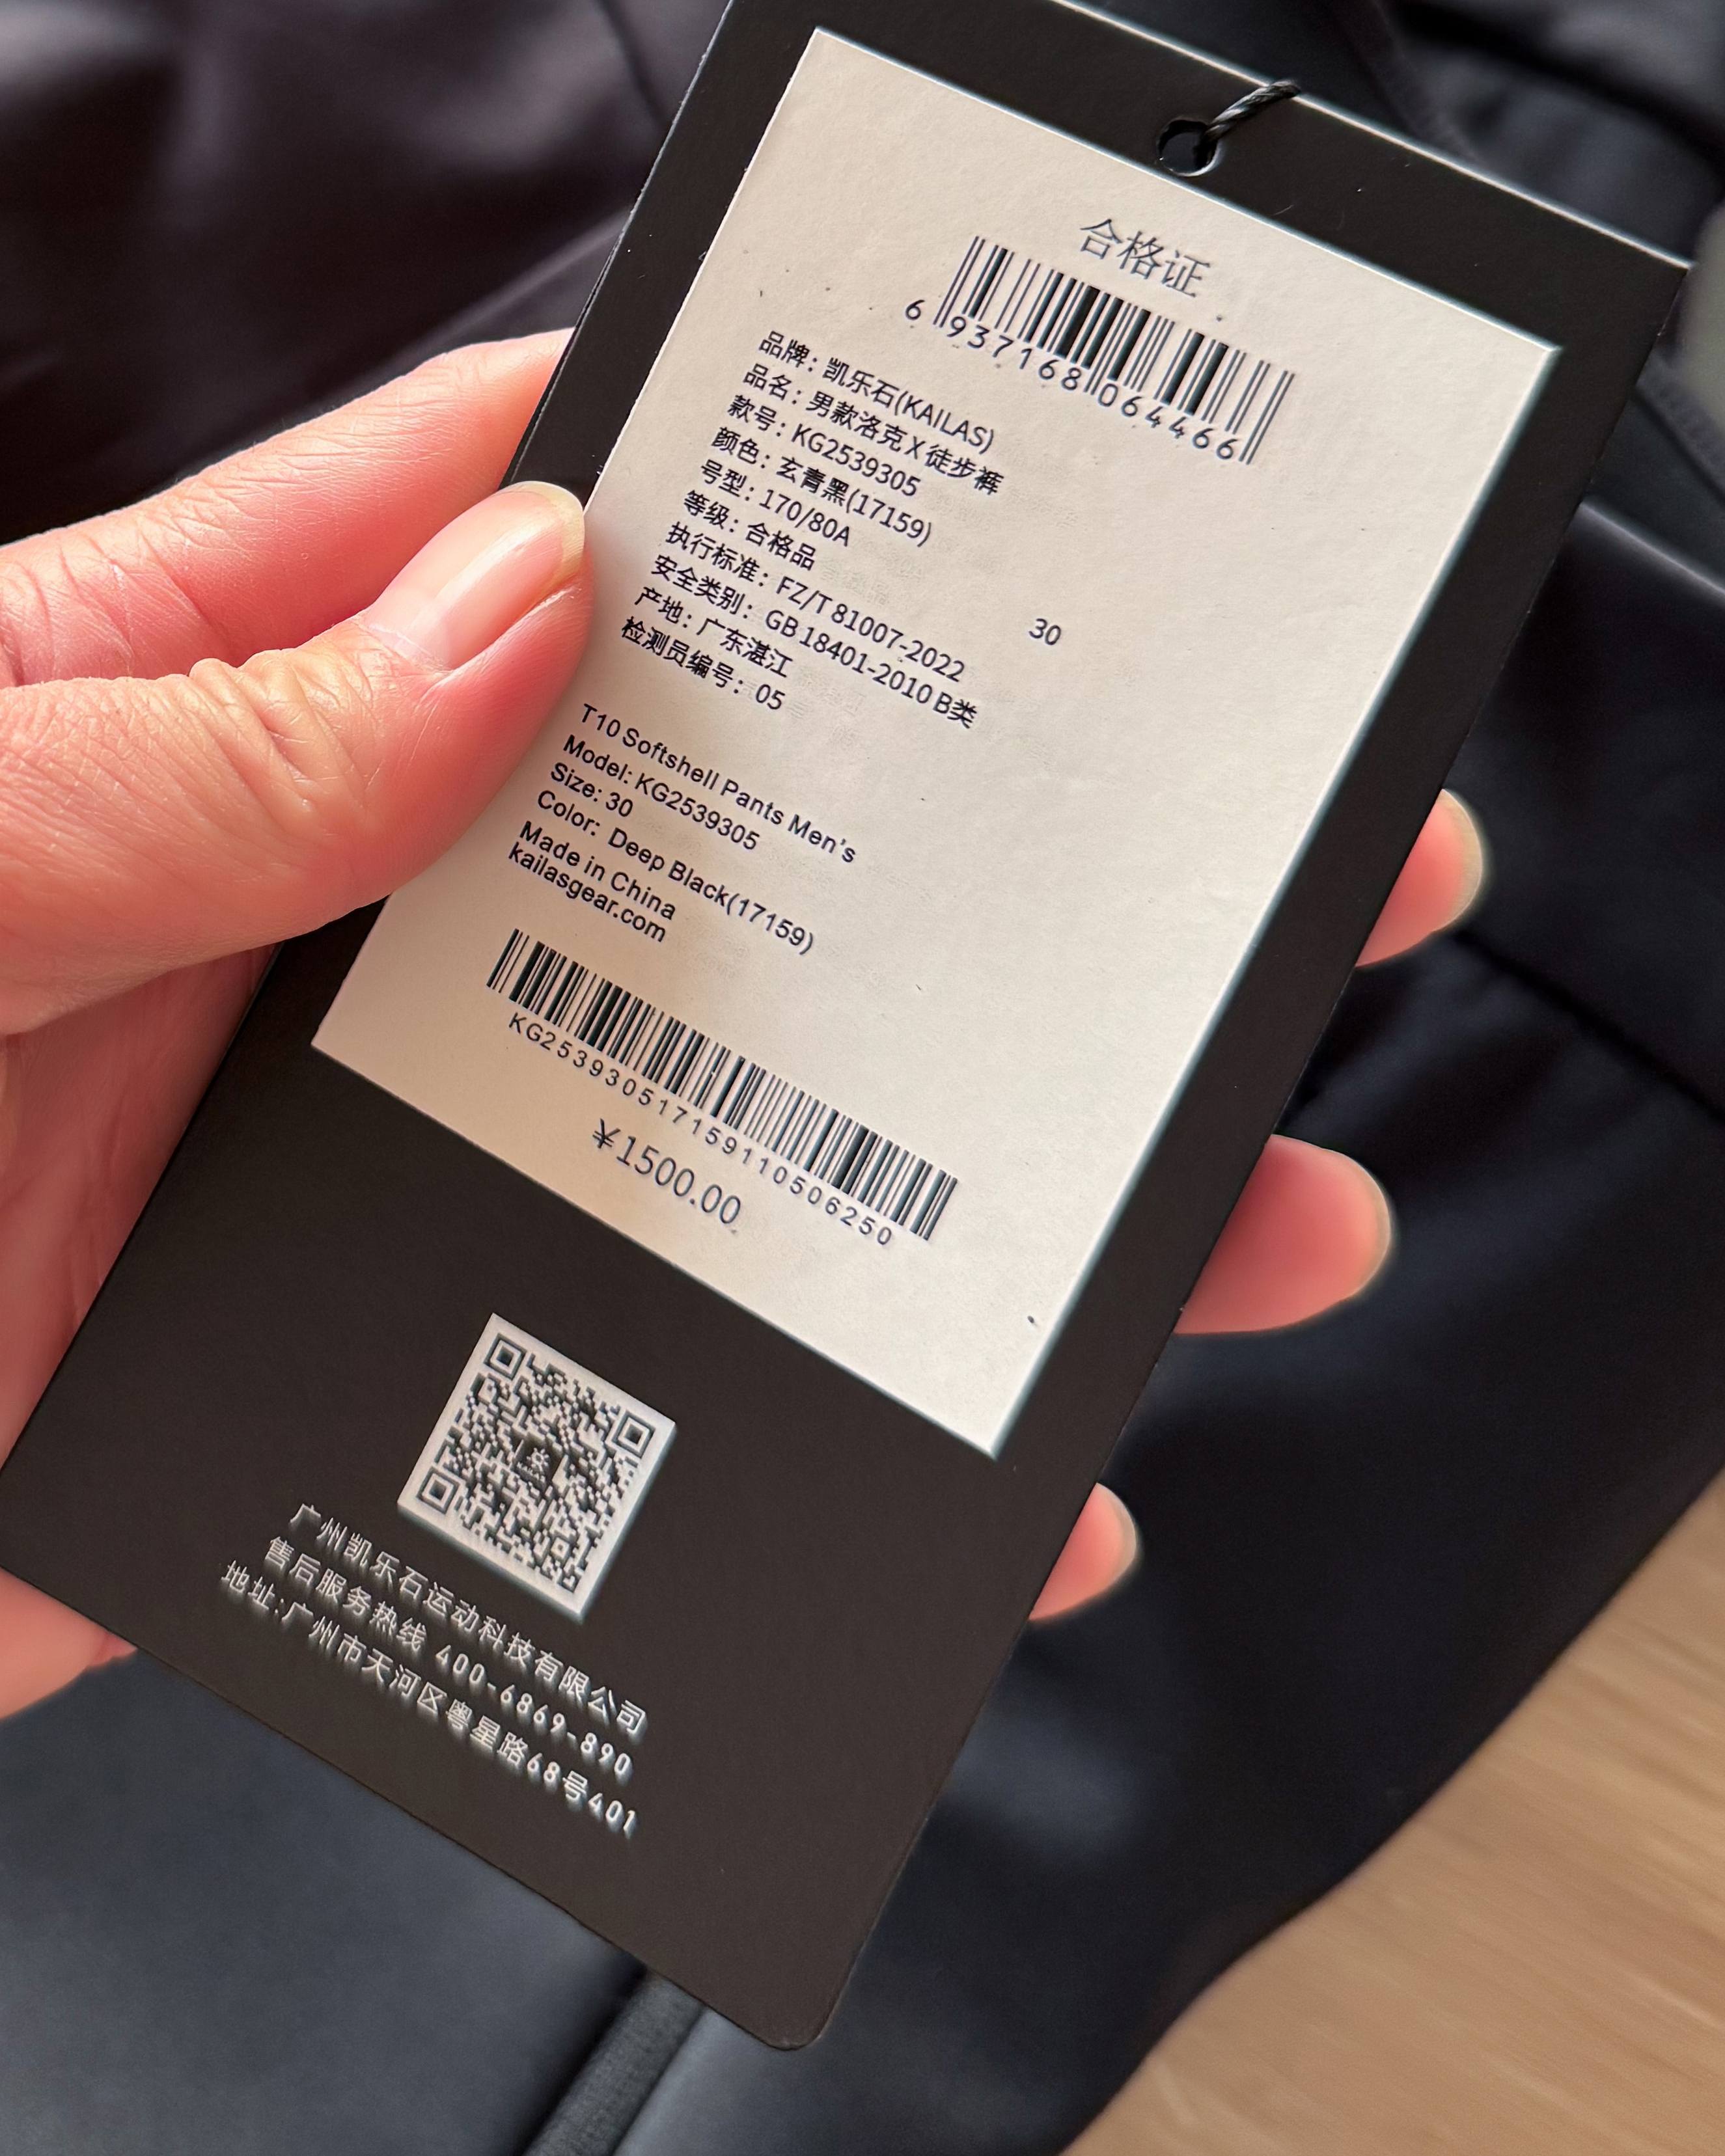 合格证
6 937168 064466
品牌：凯乐石(KAILAS)
品名：男款洛克X徒步裤
款号：KG2539305
颜色：玄青黑(17159)
号型：170/80A 30
等级：合格品
执行标准：FZ/T 81007-2022
安全类别：GB 18401-2010 B类
产地：广东湛江
检测员编号：05
T10 Softshell Pants Men's
Model: KG2539305
Size: 30
Color: Deep Black(17159)
Made in China
kailasgear.com
KG253930517159110506250
¥1500.00
广州凯乐石运动科技有限公司
售后服务热线 400-6869-890
地址:广州市天河区粤星路68号401